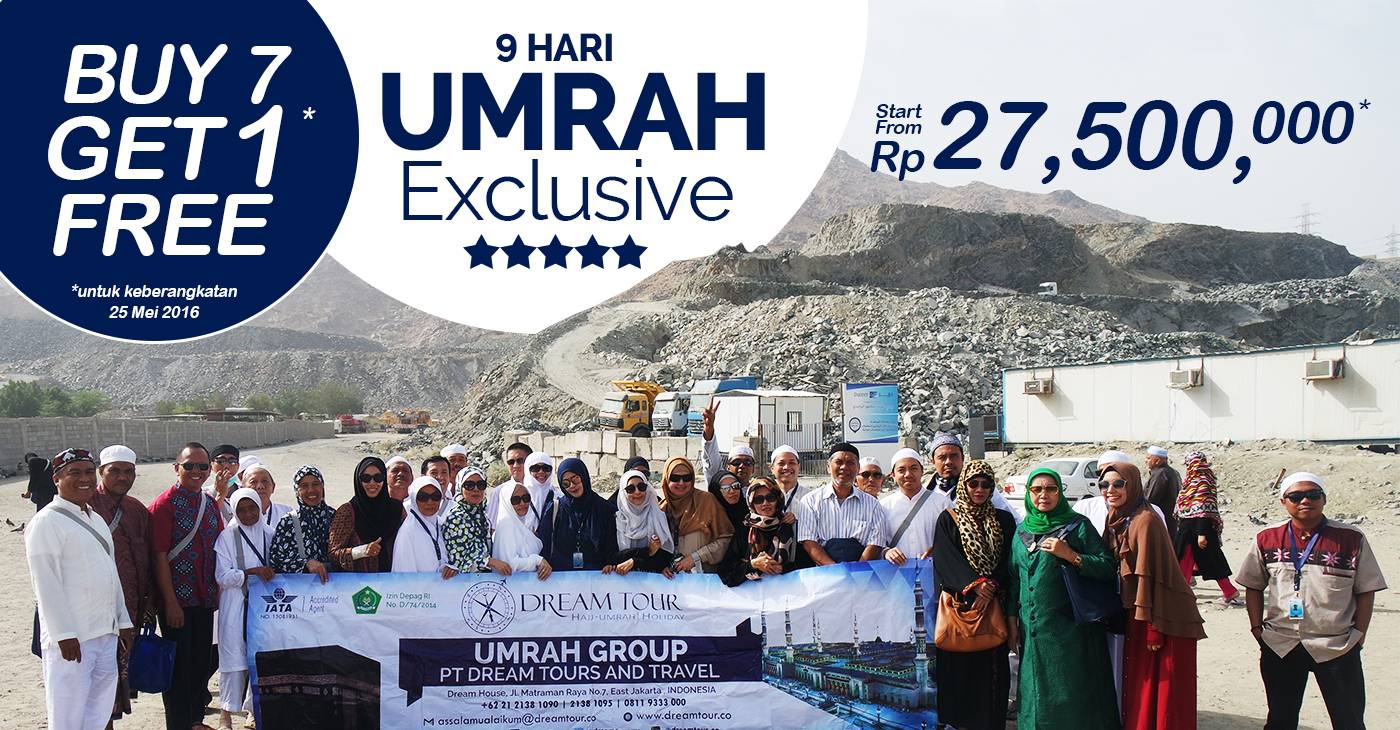 BUY 7
GET 1*
FREE
*untuk keberangkatan
25 Mei 2016
9 HARI
UMRAH
Exclusive
Start
From
Rp 27,500,000*
IATA
Accredited
Agent
Izin Depag RI
No. D/74/2014
DREAM TOUR
HAJJ-UMRAH HOLIDAY
UMRAH GROUP
PT DREAM TOURS AND TRAVEL
Dream House, JL. Matraman Raya No.7, East Jakarta, INDONESIA
+62 21 2138 1090 | 2138 1095 | 0811 9333 000
assalamualaikum@dreamtour.co www.dreamtour.co